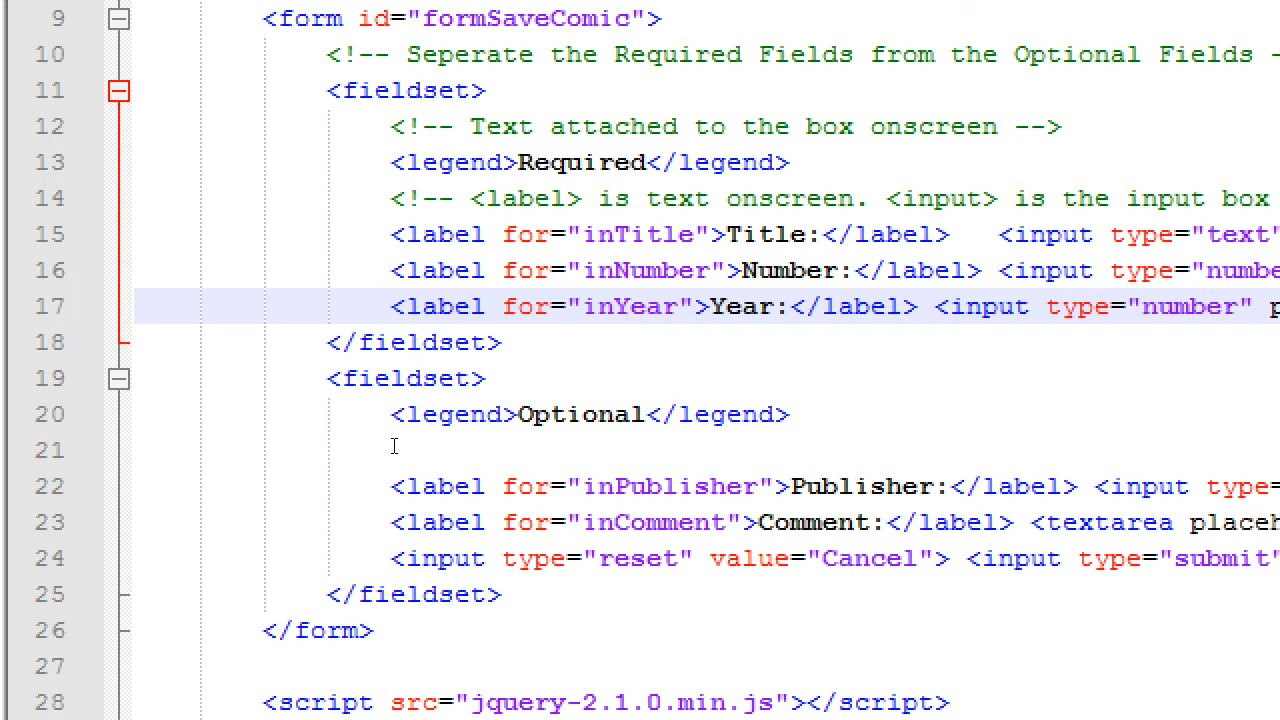 9 <form id="formSaveComic">
10 <!-- Seperate the Required Fields from the Optional Fields -
11 <fieldset>
12 <!-- Text attached to the box onscreen -->
13 <legend>Required</legend>
14 <!-- <label> is text onscreen. <input> is the input box
15 <label for="inTitle">Title:</label> <input type="text"
16 <label for="inNumber">Number:</label> <input type="numbe
17 <label for="inYear">Year:</label> <input type="number" p
18 </fieldset>
19 <fieldset>
20 <legend>Optional</legend>
21
22 <label for="inPublisher">Publisher:</label> <input type=
23 <label for="inComment">Comment:</label> <textarea placeh
24 <input type="reset" value="Cancel"> <input type="submit"
25 </fieldset>
26 </form>
27
28 <script src="jquery-2.1.0.min.js"></script>